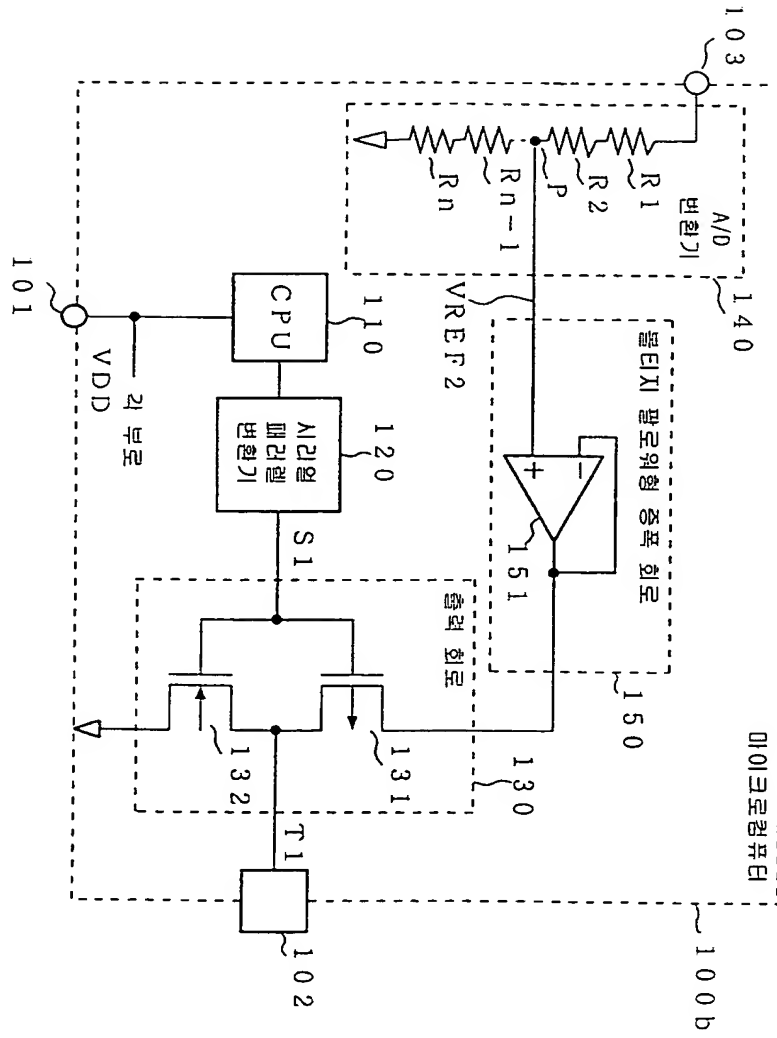 마이크로컴퓨터
100b
103
A/D
변환기
140
R1
R2
P
Rn-1
Rn
VREF2
볼티지 팔로워형 증폭 회로
150
+
-
151
101
VDD
각 부로
CPU
110
시리얼
패러렐
변환기
120
S1
출력 회로
130
131
132
T1
102